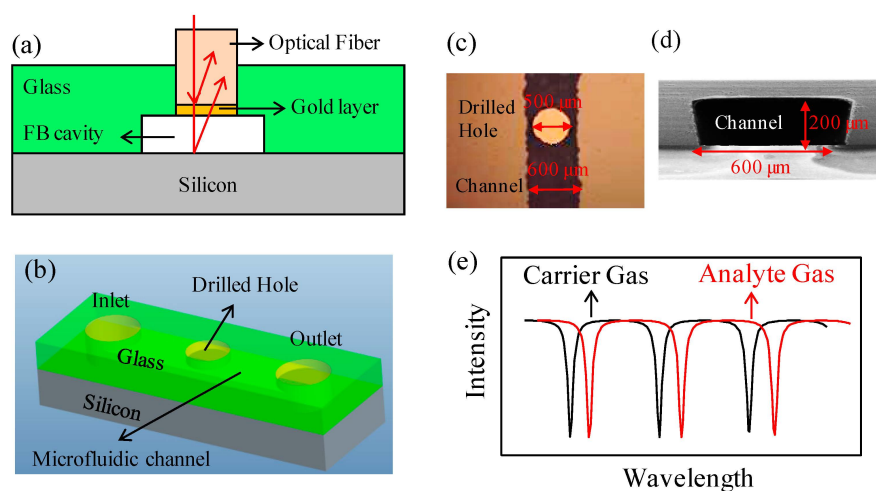 (a)
Optical Fiber
Glass
Gold layer
FB cavity
Silicon
(b)
Drilled Hole
Inlet
Outlet
Glass
Silicon
Microfluidic channel
(c)
500 μm
Drilled
Hole
600 μm
Channel
(d)
Channel
200 μm
600 μm
(e)
Carrier Gas
Analyte Gas
Intensity
Wavelength